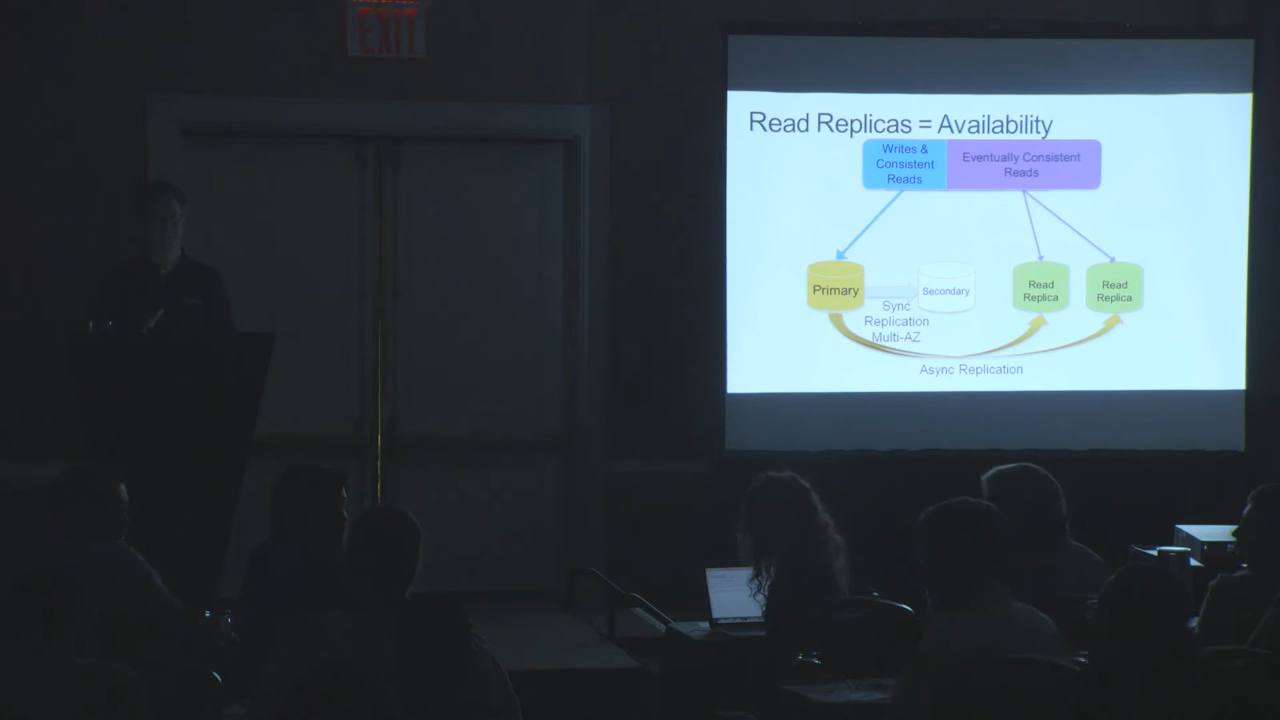 EXIT
Read Replicas = Availability
Writes &
Consistent
Reads
Eventually Consistent
Reads
Primary
Secondary
Read
Replica
Read
Replica
Sync
Replication
Multi-AZ
Async Replication